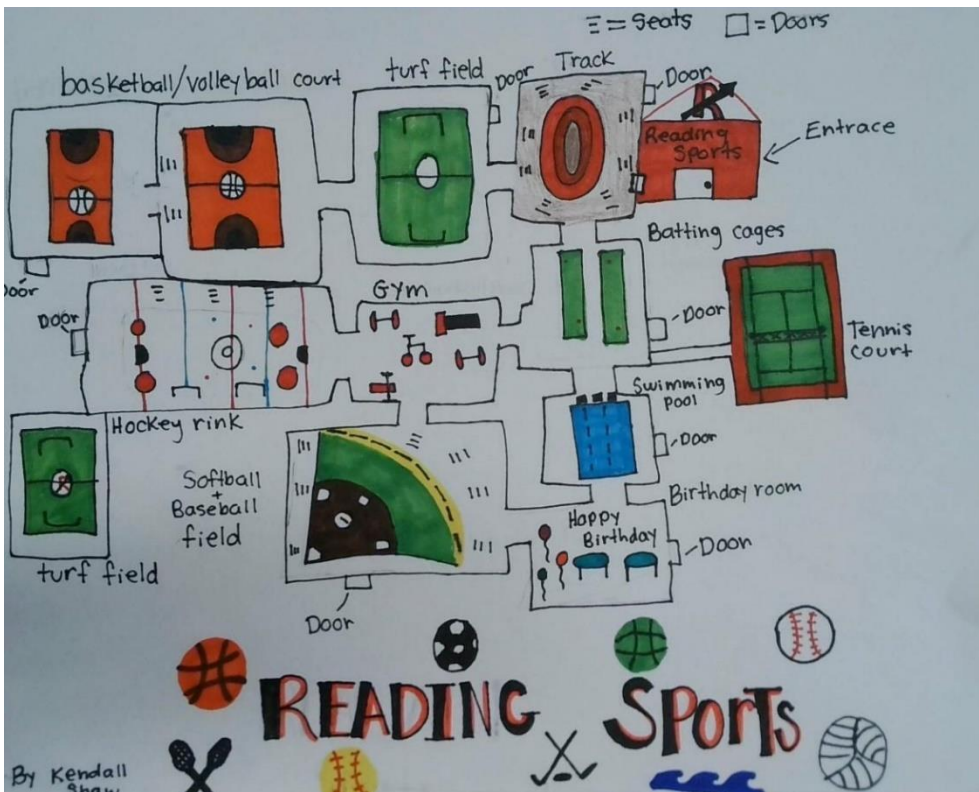 Ξ = Seats □ = Doors
basketball/volleyball court
turf field
Door
Track
Door
Reading
Sports
Entrace
Batting cages
Door
Door
Gym
Door
Tennis
court
Swimming
pool
Hockey rink
Door
Softball
+
Baseball
field
Birthday room
Happy
Birthday
Door
turf field
Door
READING SPORTS
By Kendall
Shaw